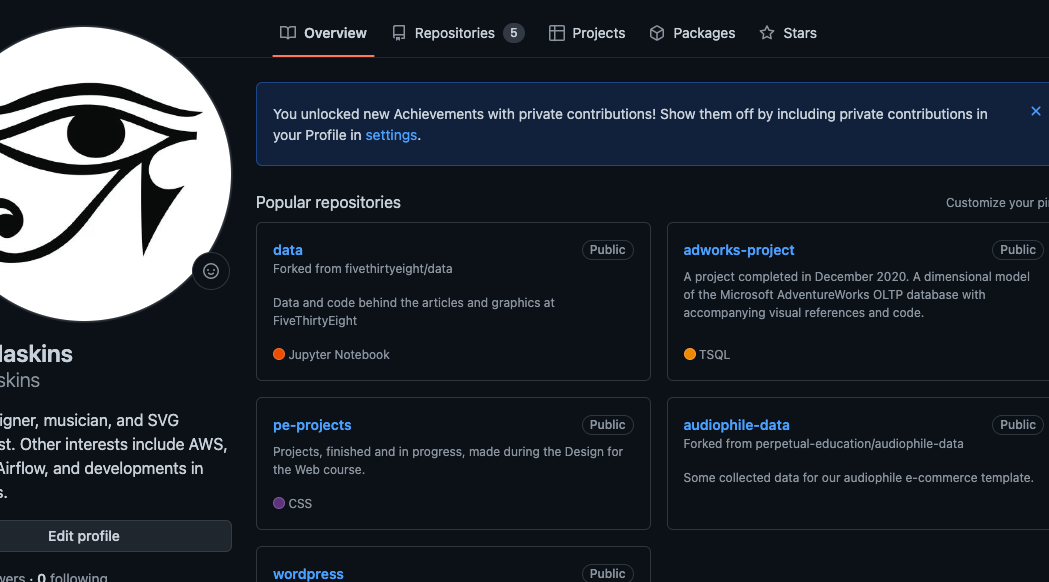 Overview Repositories 5 Projects Packages Stars
You unlocked new Achievements with private contributions! Show them off by including private contributions in
your Profile in settings.
Popular repositories
Customize your
data Public
Forked from fivethirtyeight/data
Data and code behind the articles and graphics at
FiveThirtyEight
Jupyter Notebook
adworks-project Public
A project completed in December 2020. A dimensional model
of the Microsoft AdventureWorks OLTP database with
accompanying visual references and code.
TSQL
pe-projects Public
Projects, finished and in progress, made during the Design for
the Web course.
CSS
audiophile-data Public
Forked from perpetual-education/audiophile-data
Some collected data for our audiophile e-commerce template.
wordpress Public
laskins
skins
igner, musician, and SVG
st. Other interests include AWS,
Airflow, and developments in
s.
Edit profile
wers · 0 following